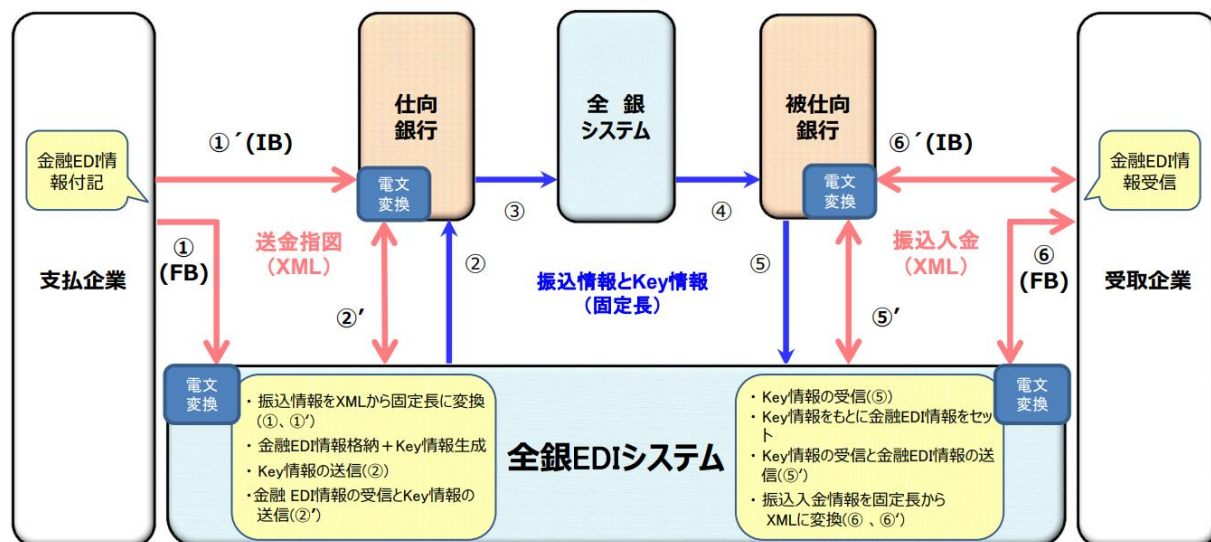 仕向
銀行
全 銀
システム
被仕向
銀行
①´(IB)
⑥´(IB)
金融EDI情
報付記
金融EDI情
報受信
電文
変換
電文
変換
③
④
①
(FB)
送金指図
(XML)
②
振込情報とKey情報
(固定長)
⑤
振込入金
(XML)
⑥
(FB)
支払企業
受取企業
②’
⑤’
電文
変換
電文
変換
・振込情報をXMLから固定長に変換
(①、①’)
・金融EDI情報格納+Key情報生成
・Key情報の送信(②)
・金融 EDI情報の受信とKey情報の
送信(②’)
全銀EDIシステム
・Key情報の受信(⑤)
・Key情報をもとに金融EDI情報をセッ
ト
・Key情報の受信と金融EDI情報の送
信(⑤’)
・振込入金情報を固定長から
XMLに変換(⑥ 、⑥’)